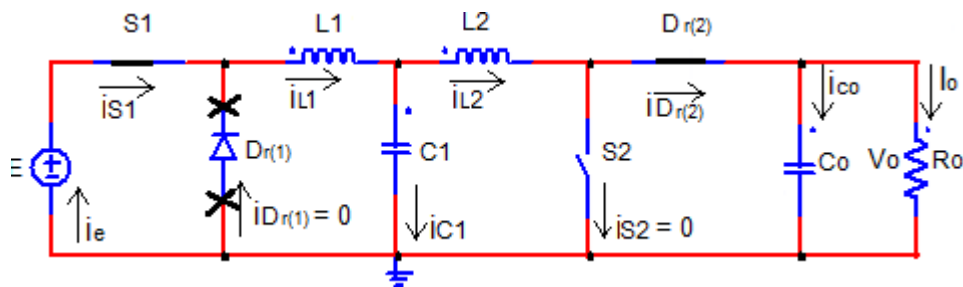 S1 L1 L2 Dr(2)
iS1 iL1 iL2 iDr(2) ico Io
E Dr(1) C1 S2 Co Vo Ro
ie iDr(1) = 0 iC1 iS2 = 0